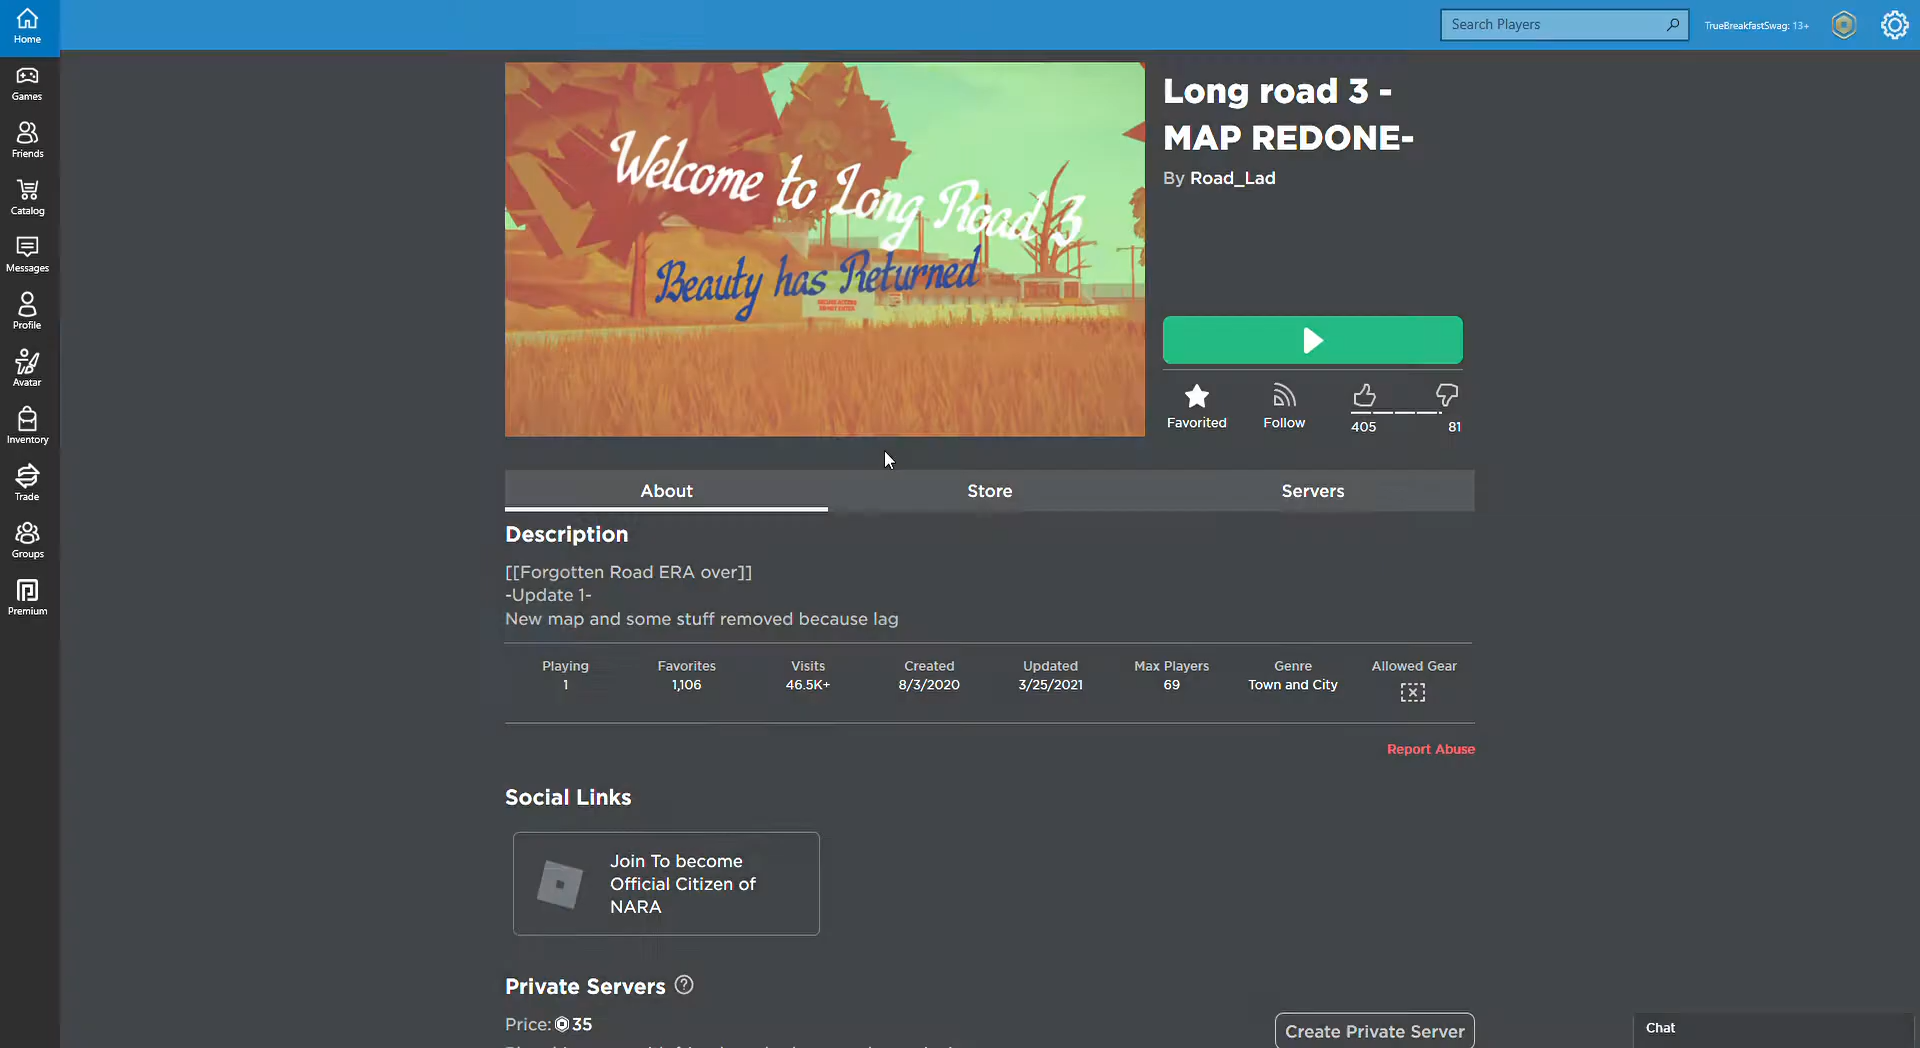 Home
Search Players
TrueBreakfastSwag: 13+
Games
Friends
Catalog
Messages
Profile
Avatar
Inventory
Trade
Groups
Premium
Welcome to Long Road 3
Beauty has Returned
Long road 3 -
MAP REDONE-
By Road_Lad
Favorited
Follow
405
81
About
Store
Servers
Description
[[Forgotten Road ERA over]]
-Update 1-
New map and some stuff removed because lag
Playing
1
Favorites
1,106
Visits
46.5K+
Created
8/3/2020
Updated
3/25/2021
Max Players
69
Genre
Town and City
Allowed Gear
Report Abuse
Social Links
Join To become
Official Citizen of
NARA
Private Servers
Price: 35
Create Private Server
Chat